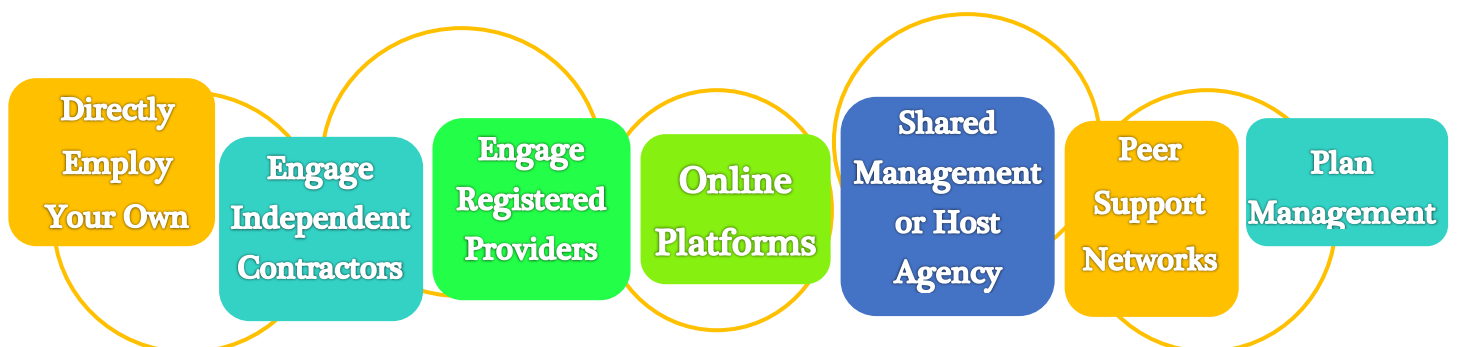 Directly
Employ
Your Own
Engage
Independent
Contractors
Engage
Registered
Providers
Online
Platforms
Shared
Management
or Host
Agency
Peer
Support
Networks
Plan
Management